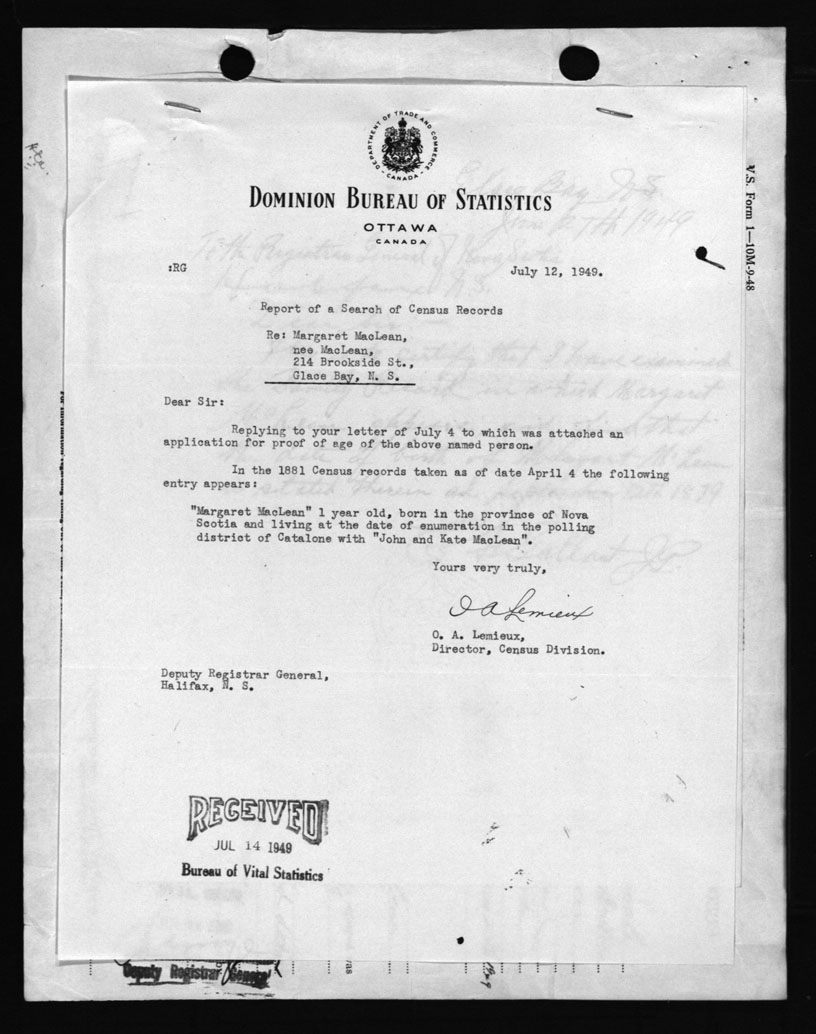 DEPARTMENT OF TRADE AND COMMERCE
CANADA
DOMINION BUREAU OF STATISTICS
OTTAWA
CANADA
:RG
July 12, 1949.
Report of a Search of Census Records
Re: Margaret MacLean,
nee MacLean,
214 Brookside St.,
Glace Bay, N. S.
Dear Sir:
Replying to your letter of July 4 to which was attached an
application for proof of age of the above named person.
In the 1881 Census records taken as of date April 4 the following
entry appears:
"Margaret MacLean" 1 year old, born in the province of Nova
Scotia and living at the date of enumeration in the polling
district of Catalone with "John and Kate MacLean".
Yours very truly,
O A Lemieux
O. A. Lemieux,
Director, Census Division.
Deputy Registrar General,
Halifax, N. S.
RECEIVED
JUL 14 1949
Bureau of Vital Statistics
Deputy Registrar General
V.S. Form 1—10M-9-48